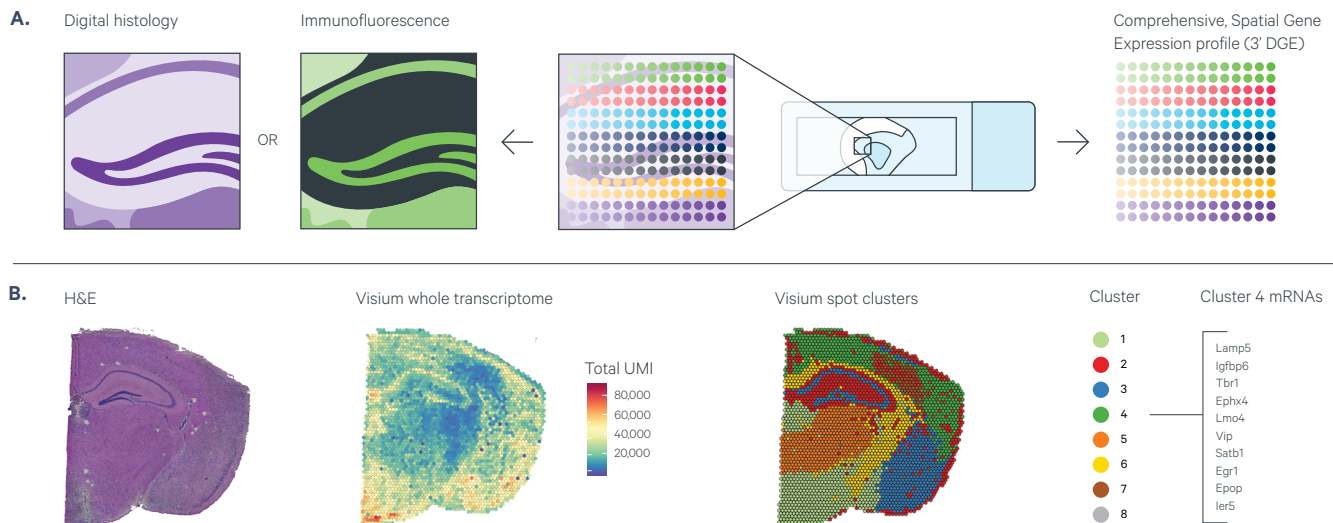 A.
Digital histology
OR
Immunofluorescence
Comprehensive, Spatial Gene
Expression profile (3′ DGE)
B.
H&E
Visium whole transcriptome
Total UMI
80,000
60,000
40,000
20,000
Visium spot clusters
Cluster
1
2
3
4
5
6
7
8
Cluster 4 mRNAs
Lamp5
Igfbp6
Tbr1
Ephx4
Lmo4
Vip
Satb1
Egr1
Epop
Ier5